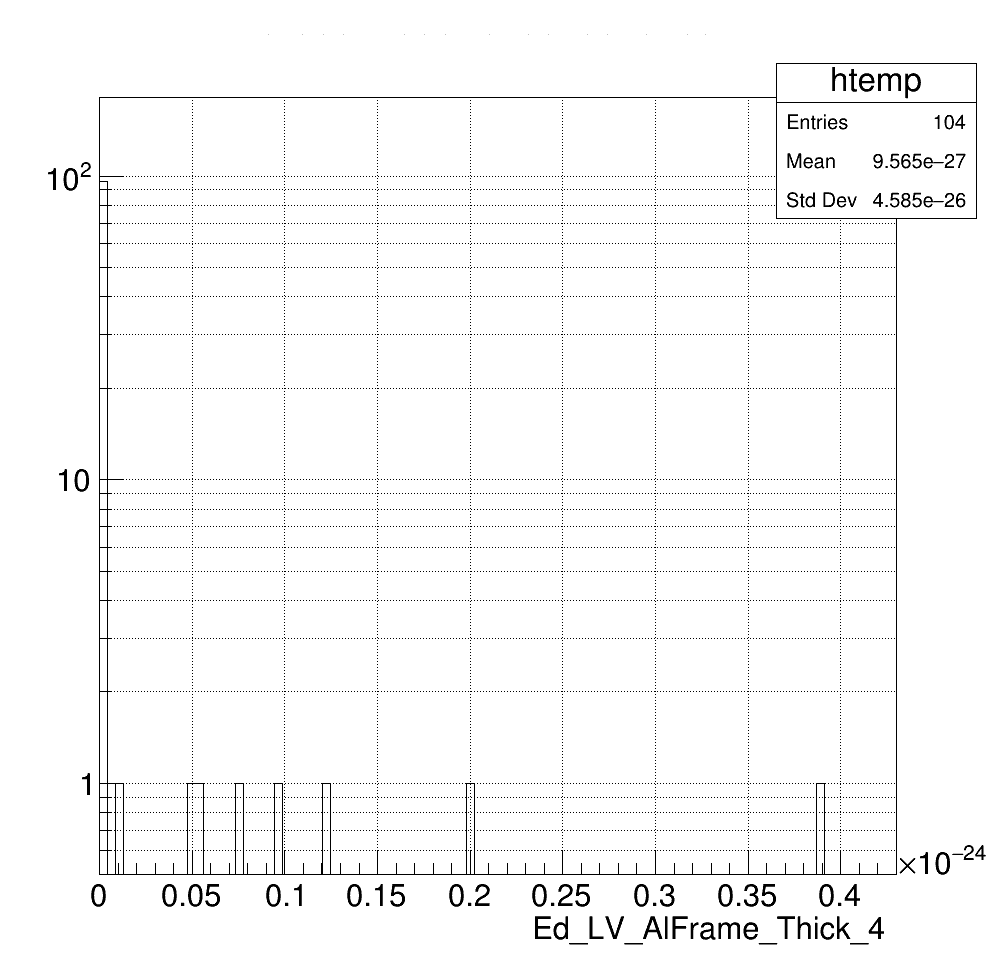 htemp
Entries 104
Mean 9.565e−27
Std Dev 4.585e−26
10²
10
1
0 0.05 0.1 0.15 0.2 0.25 0.3 0.35 0.4
×10⁻²⁴
Ed_LV_AlFrame_Thick_4